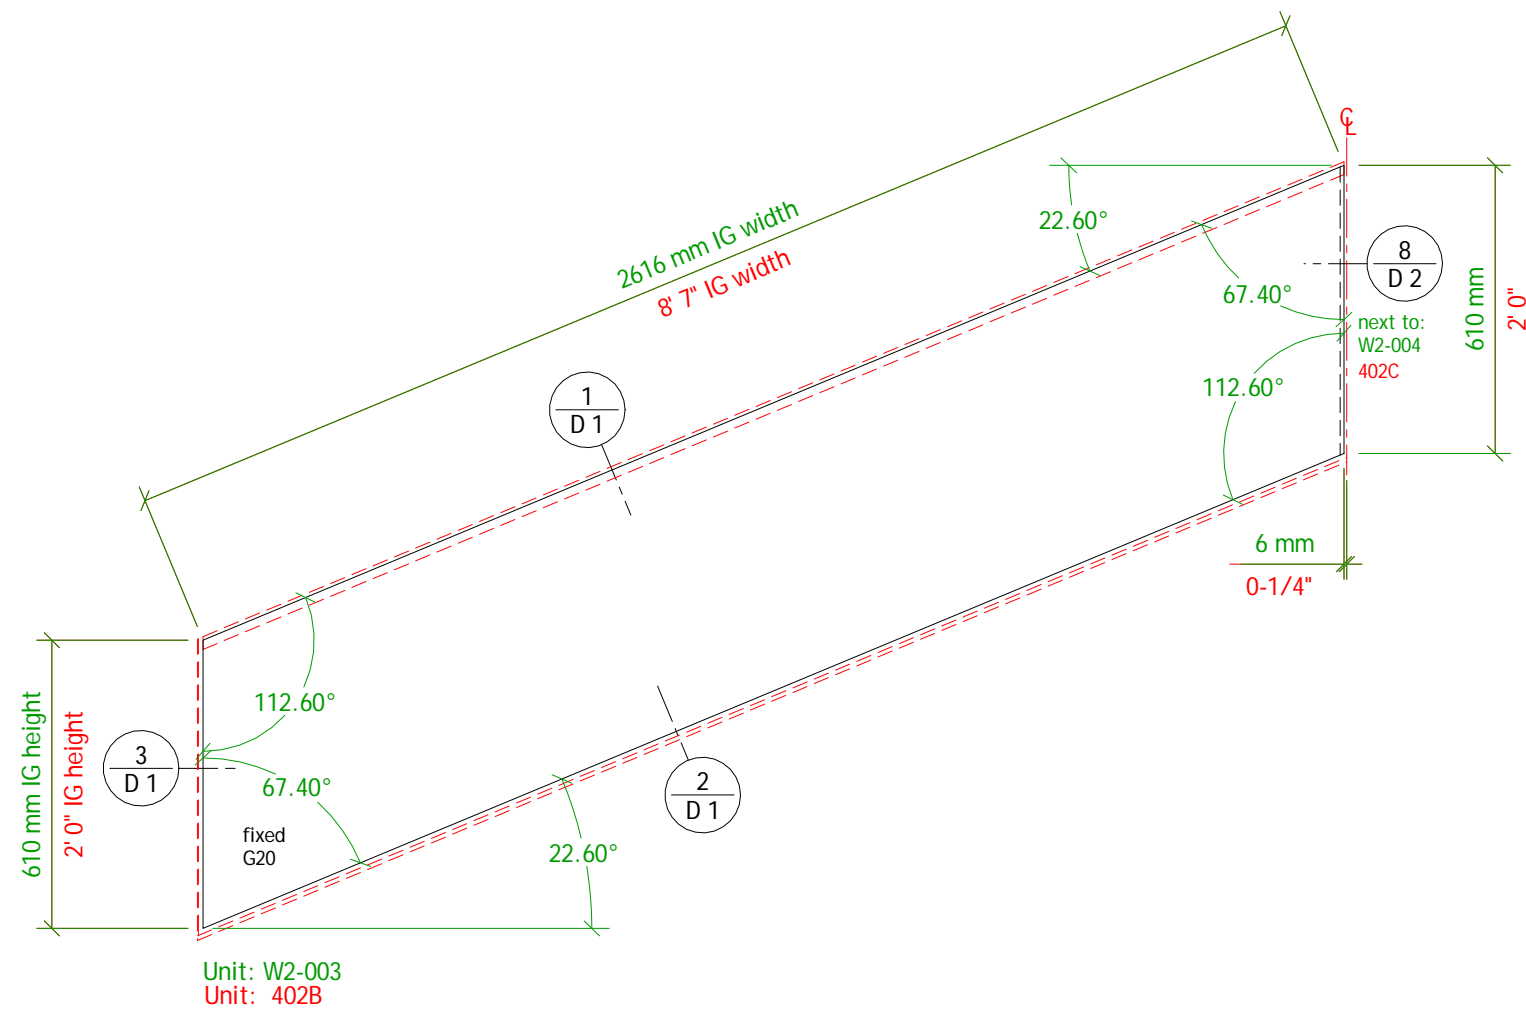 ℄
2616 mm IG width
8' 7" IG width
22.60°
67.40°
8
D 2
610 mm
2' 0"
next to:
W2-004
402C
112.60°
1
D 1
6 mm
0-1/4"
112.60°
610 mm IG height
2' 0" IG height
3
D 1
67.40°
2
D 1
fixed
G20
22.60°
Unit: W2-003
Unit: 402B